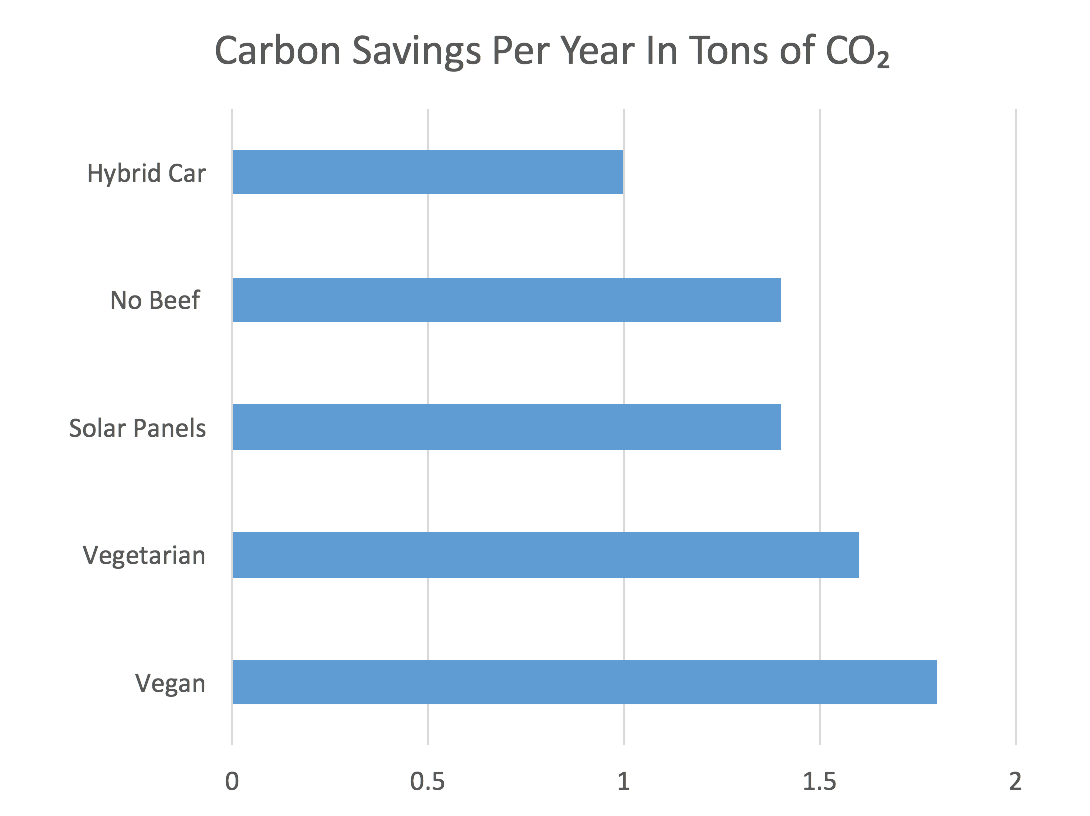 Carbon Savings Per Year In Tons of CO₂
Hybrid Car
No Beef
Solar Panels
Vegetarian
Vegan
0 0.5 1 1.5 2